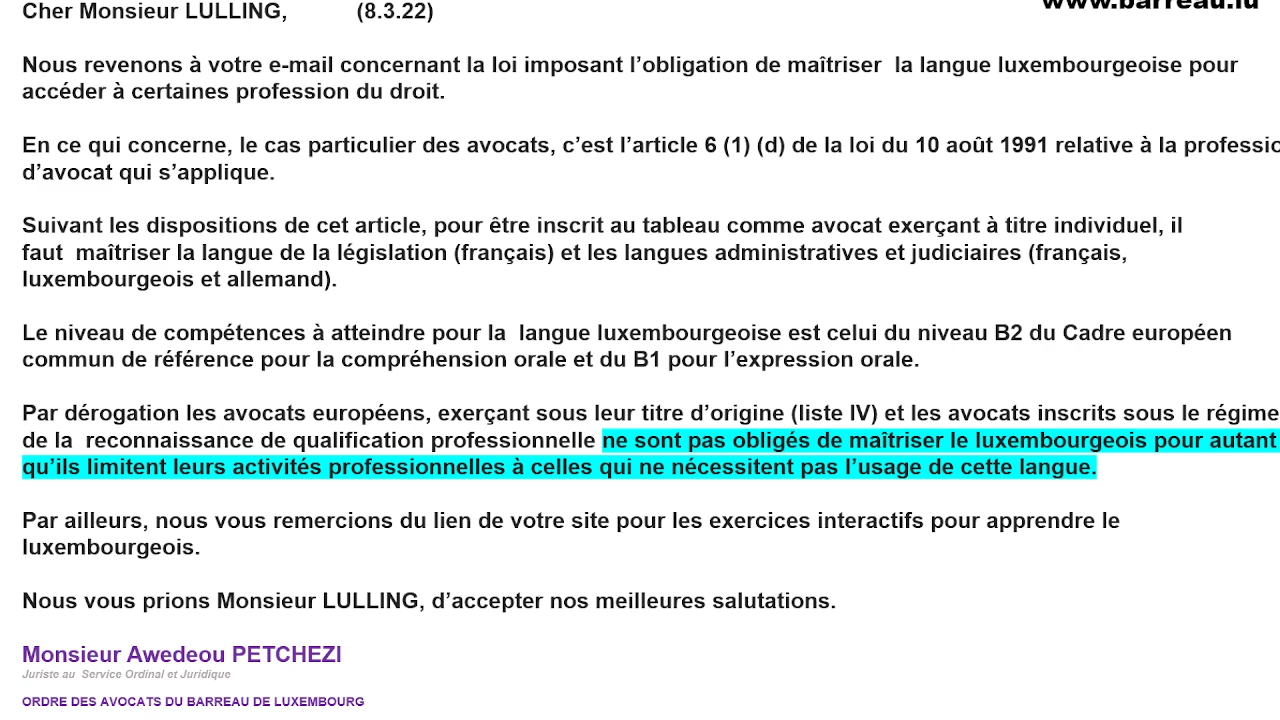 www.barreau.lu
Cher Monsieur LULLING, (8.3.22)
Nous revenons à votre e-mail concernant la loi imposant l’obligation de maîtriser la langue luxembourgeoise pour
accéder à certaines profession du droit.
En ce qui concerne, le cas particulier des avocats, c’est l’article 6 (1) (d) de la loi du 10 août 1991 relative à la professio
d’avocat qui s’applique.
Suivant les dispositions de cet article, pour être inscrit au tableau comme avocat exerçant à titre individuel, il
faut maîtriser la langue de la législation (français) et les langues administratives et judiciaires (français,
luxembourgeois et allemand).
Le niveau de compétences à atteindre pour la langue luxembourgeoise est celui du niveau B2 du Cadre européen
commun de référence pour la compréhension orale et du B1 pour l’expression orale.
Par dérogation les avocats européens, exerçant sous leur titre d’origine (liste IV) et les avocats inscrits sous le régime
de la reconnaissance de qualification professionnelle ne sont pas obligés de maîtriser le luxembourgeois pour autant
qu’ils limitent leurs activités professionnelles à celles qui ne nécessitent pas l’usage de cette langue.
Par ailleurs, nous vous remercions du lien de votre site pour les exercices interactifs pour apprendre le
luxembourgeois.
Nous vous prions Monsieur LULLING, d’accepter nos meilleures salutations.
Monsieur Awedeou PETCHEZI
Juriste au Service Ordinal et Juridique
ORDRE DES AVOCATS DU BARREAU DE LUXEMBOURG